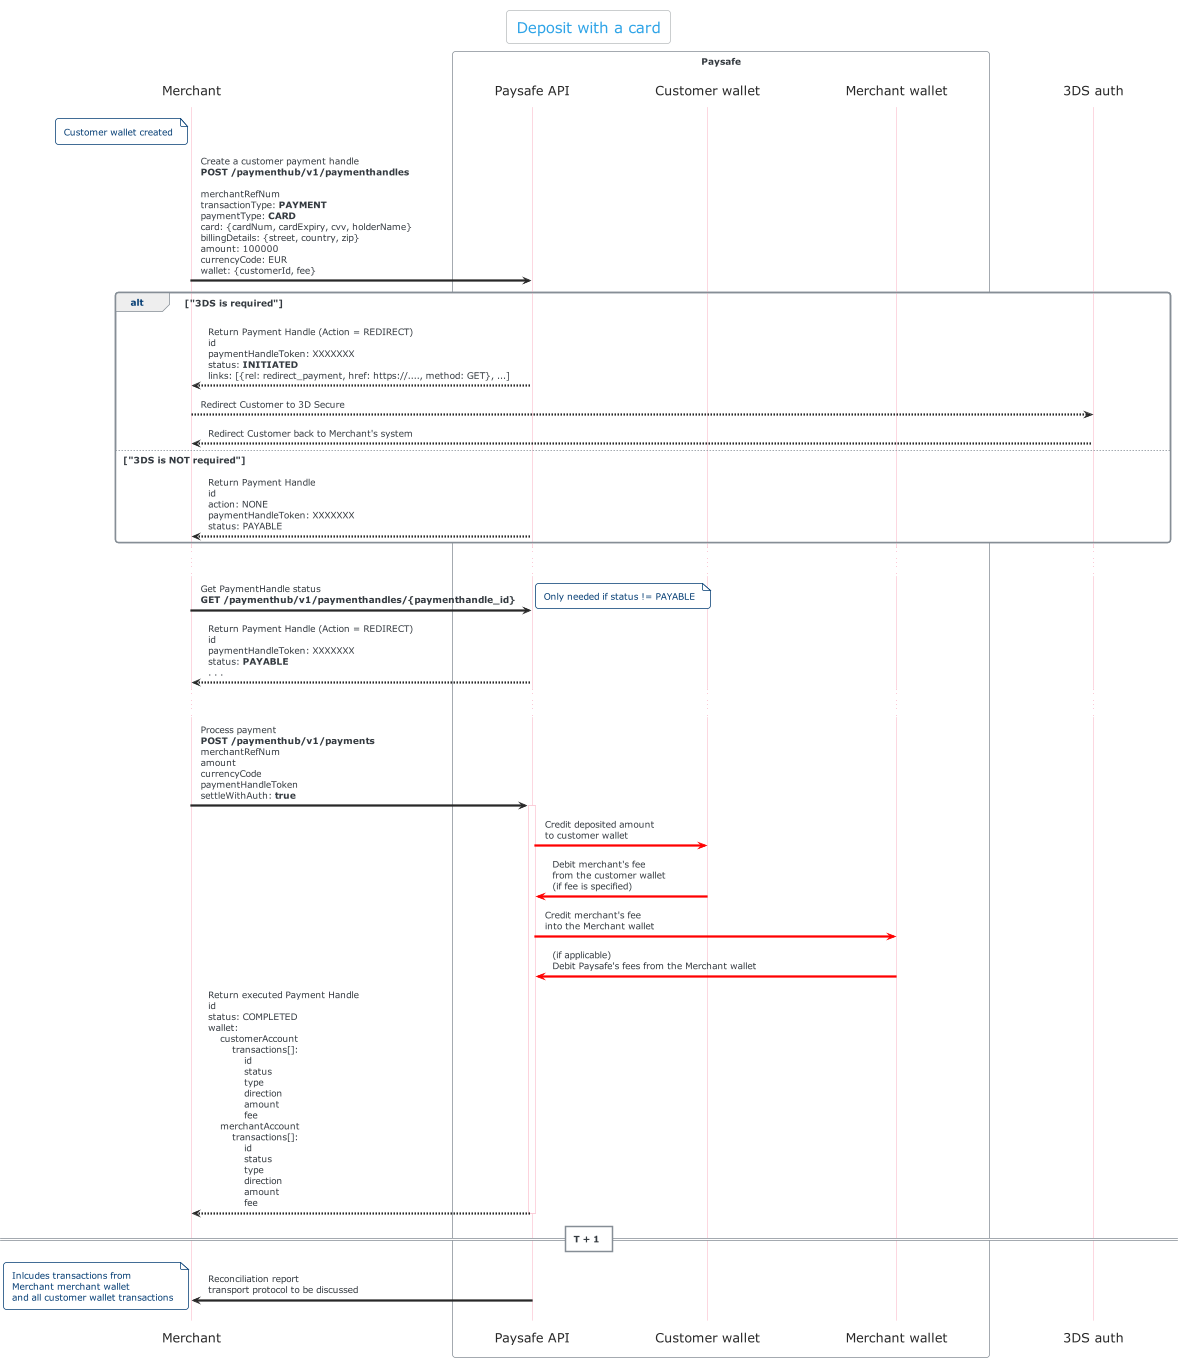 Deposit with a card
Paysafe
Merchant
Paysafe API
Customer wallet
Merchant wallet
3DS auth
Customer wallet created
Create a customer payment handle
POST /paymenthub/v1/paymenthandles
merchantRefNum
transactionType: PAYMENT
paymentType: CARD
card: {cardNum, cardExpiry, cvv, holderName}
billingDetails: {street, country, zip}
amount: 100000
currencyCode: EUR
wallet: {customerId, fee}
alt
["3DS is required"]
Return Payment Handle (Action = REDIRECT)
id
paymentHandleToken: XXXXXXX
status: INITIATED
links: [{rel: redirect_payment, href: https://...., method: GET}, ...]
Redirect Customer to 3D Secure
Redirect Customer back to Merchant's system
["3DS is NOT required"]
Return Payment Handle
id
action: NONE
paymentHandleToken: XXXXXXX
status: PAYABLE
Get PaymentHandle status
GET /paymenthub/v1/paymenthandles/{paymenthandle_id}
Only needed if status != PAYABLE
Return Payment Handle (Action = REDIRECT)
id
paymentHandleToken: XXXXXXX
status: PAYABLE
. . .
Process payment
POST /paymenthub/v1/payments
merchantRefNum
amount
currencyCode
paymentHandleToken
settleWithAuth: true
Credit deposited amount
to customer wallet
Debit merchant's fee
from the customer wallet
(if fee is specified)
Credit merchant's fee
into the Merchant wallet
(if applicable)
Debit Paysafe's fees from the Merchant wallet
Return executed Payment Handle
id
status: COMPLETED
wallet:
customerAccount
transactions[]:
id
status
type
direction
amount
fee
merchantAccount
transactions[]:
id
status
type
direction
amount
fee
T + 1
Inlcudes transactions from
Merchant merchant wallet
and all customer wallet transactions
Reconciliation report
transport protocol to be discussed
Merchant
Paysafe API
Customer wallet
Merchant wallet
3DS auth